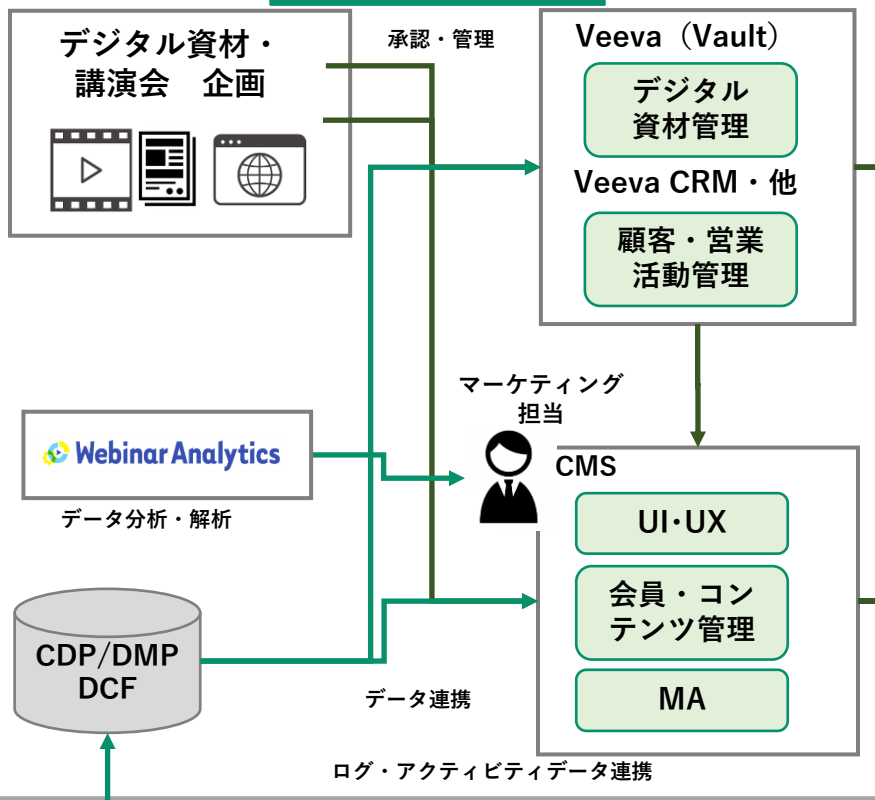 デジタル資材・
講演会　企画
承認・管理
Veeva（Vault）
デジタル
資材管理
Veeva CRM・他
顧客・営業
活動管理
マーケティング
担当
Webinar Analytics
データ分析・解析
CMS
UI･UX
会員・コン
テンツ管理
MA
CDP/DMP
DCF
データ連携
ログ・アクティビティデータ連携